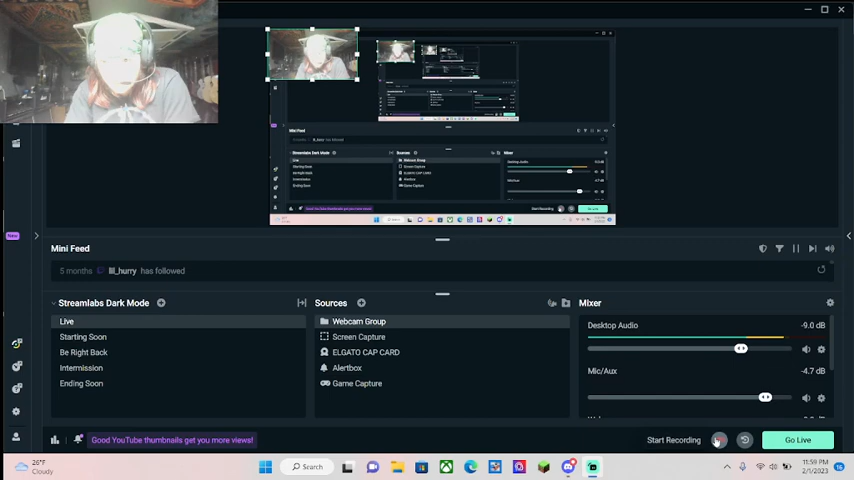 Mini Feed
5 months lil_hurry has followed
Streamlabs Dark Mode
Live
Starting Soon
Be Right Back
Intermission
Ending Soon
Sources
Webcam Group
Screen Capture
ELGATO CAP CARD
Alertbox
Game Capture
Mixer
Desktop Audio -9.0 dB
Mic/Aux -4.7 dB
Good YouTube thumbnails get you more views!
Start Recording
Go Live
26°F
Cloudy
Search
11:59 PM
2/1/2023
16